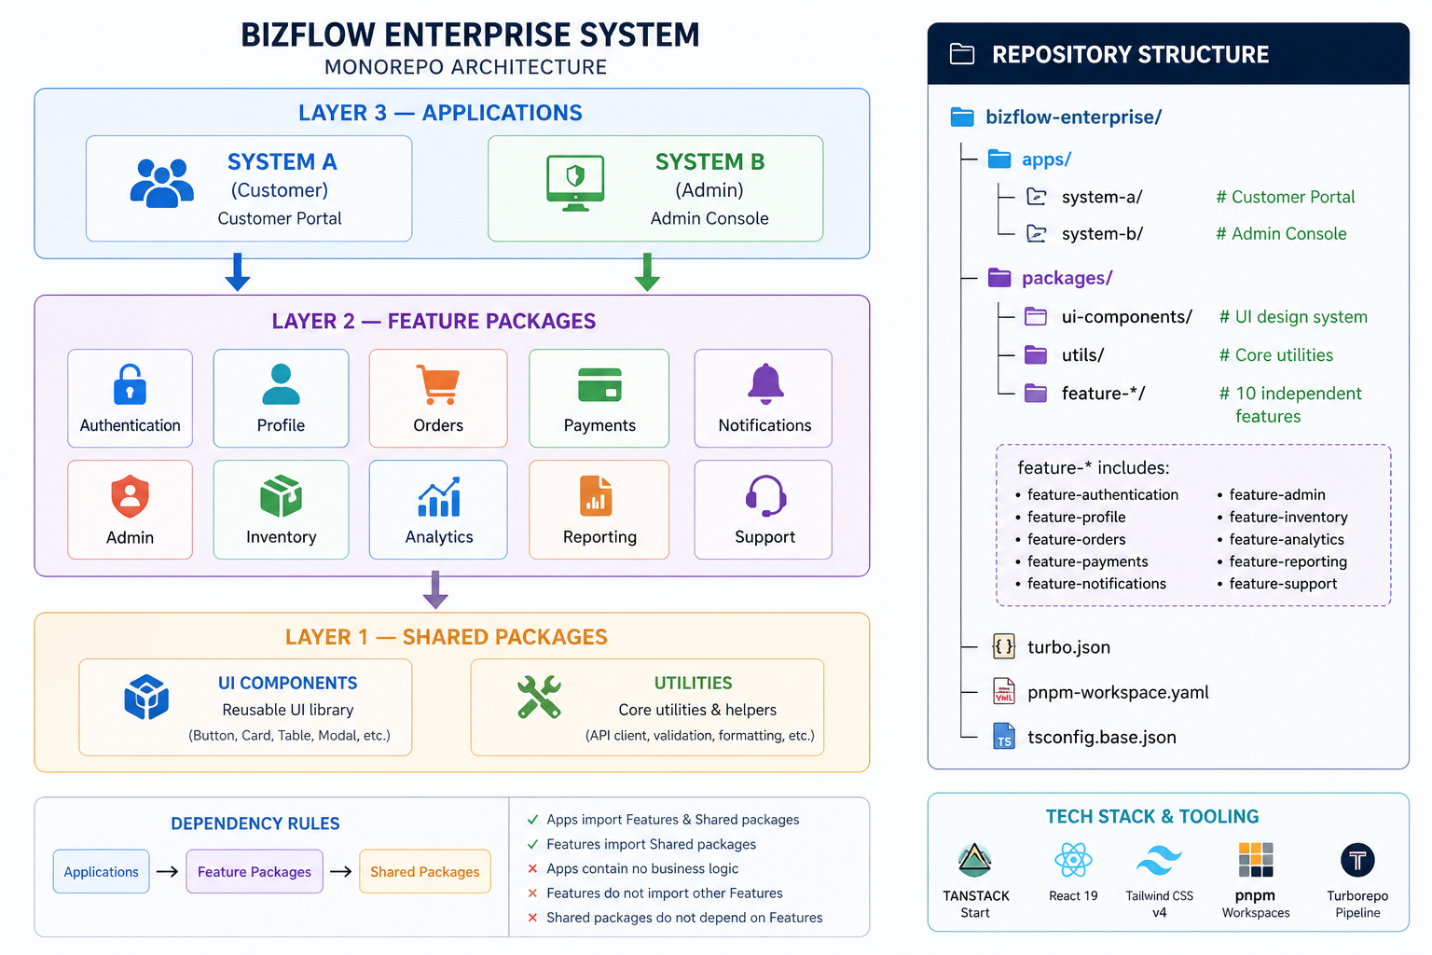 BIZFLOW ENTERPRISE SYSTEM
MONOREPO ARCHITECTURE
LAYER 3 — APPLICATIONS
SYSTEM A
(Customer)
Customer Portal
SYSTEM B
(Admin)
Admin Console
LAYER 2 — FEATURE PACKAGES
Authentication
Profile
Orders
Payments
Notifications
Admin
Inventory
Analytics
Reporting
Support
LAYER 1 — SHARED PACKAGES
UI COMPONENTS
Reusable UI library
(Button, Card, Table, Modal, etc.)
UTILITIES
Core utilities & helpers
(API client, validation, formatting, etc.)
DEPENDENCY RULES
Applications → Feature Packages → Shared Packages
✓ Apps import Features & Shared packages
✓ Features import Shared packages
✕ Apps contain no business logic
✕ Features do not import other Features
✕ Shared packages do not depend on Features
REPOSITORY STRUCTURE
bizflow-enterprise/
apps/
system-a/ # Customer Portal
system-b/ # Admin Console
packages/
ui-components/ # UI design system
utils/ # Core utilities
feature-*/ # 10 independent
features
feature-* includes:
• feature-authentication
• feature-profile
• feature-orders
• feature-payments
• feature-notifications
• feature-admin
• feature-inventory
• feature-analytics
• feature-reporting
• feature-support
{ } turbo.json
YML pnpm-workspace.yaml
TS tsconfig.base.json
TECH STACK & TOOLING
TANSTACK
Start
React 19
Tailwind CSS
v4
pnpm
Workspaces
T
Turborepo
Pipeline